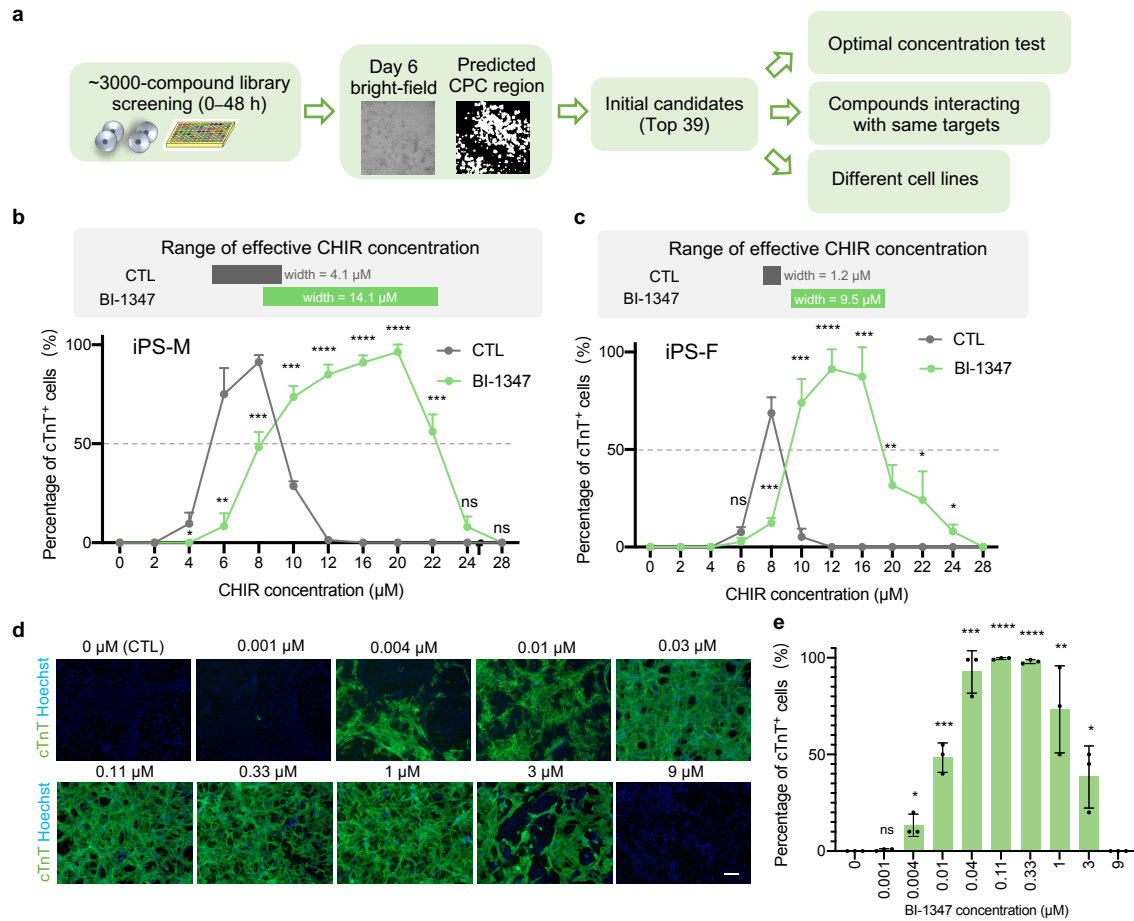 a
~3000-compound library
screening (0–48 h)
Day 6
bright-field
Predicted
CPC region
Initial candidates
(Top 39)
Optimal concentration test
Compounds interacting
with same targets
Different cell lines
b
Range of effective CHIR concentration
CTL
width = 4.1 µM
BI-1347
width = 14.1 µM
iPS-M
CTL
BI-1347
Percentage of cTnT+ cells (%)
100
50
0
* ** *** *** **** **** **** *** ns ns
0 2 4 6 8 10 12 16 20 22 24 28
CHIR concentration (µM)
c
Range of effective CHIR concentration
CTL
width = 1.2 µM
BI-1347
width = 9.5 µM
iPS-F
CTL
BI-1347
Percentage of cTnT+ cells (%)
100
50
0
ns *** *** **** *** ** * *
0 2 4 6 8 10 12 16 20 22 24 28
CHIR concentration (µM)
d
0 µM (CTL) 0.001 µM 0.004 µM 0.01 µM 0.03 µM
cTnT Hoechst
0.11 µM 0.33 µM 1 µM 3 µM 9 µM
cTnT Hoechst
e
Percentage of cTnT+ cells (%)
100
50
0
ns * *** *** **** **** ** *
0 0.001 0.004 0.01 0.04 0.11 0.33 1 3 9
BI-1347 concentration (µM)